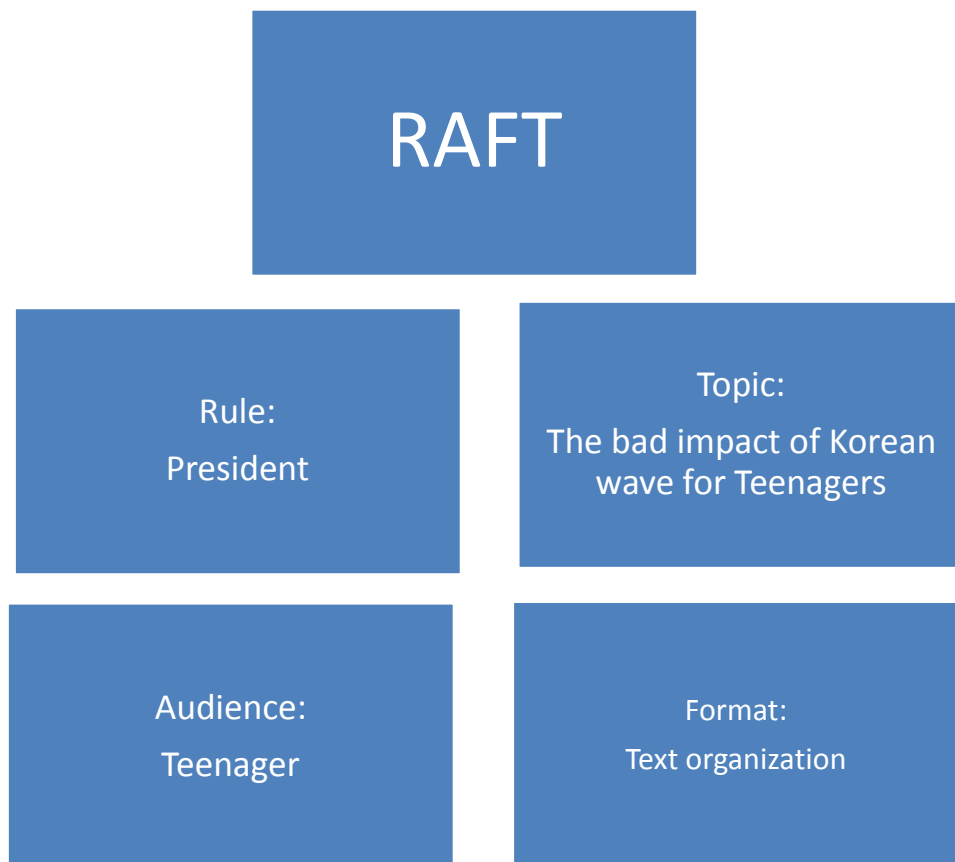 RAFT
Rule:
President
Topic:
The bad impact of Korean
wave for Teenagers
Audience:
Teenager
Format:
Text organization